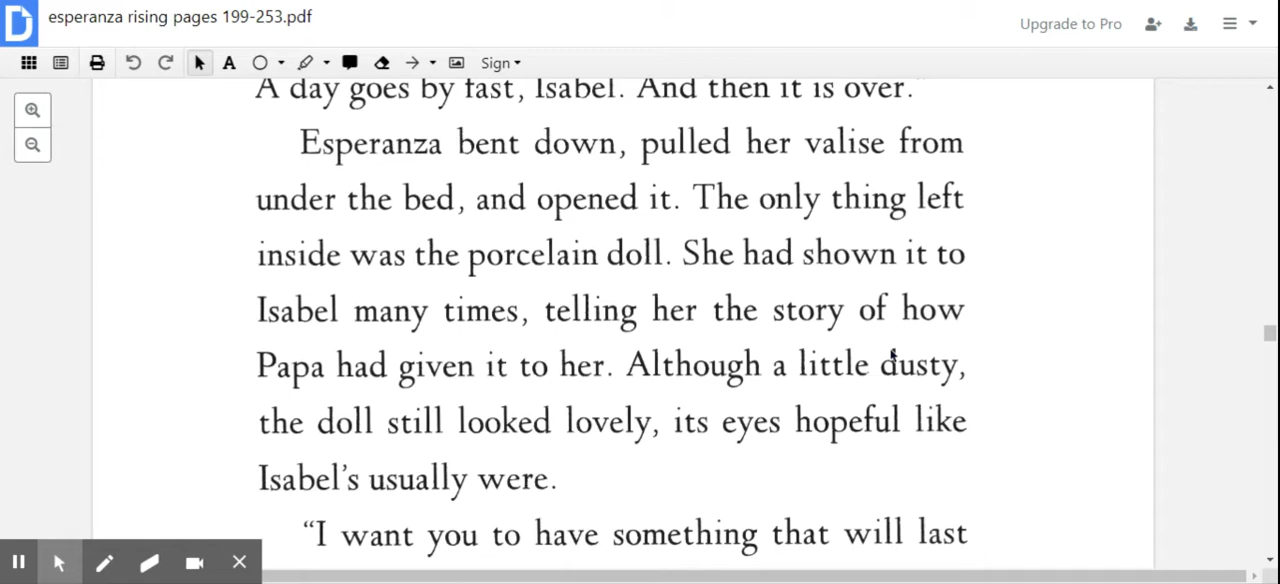 esperanza rising pages 199-253.pdf
Upgrade to Pro
A
Sign
A day goes by fast, Isabel. And then it is over."
Esperanza bent down, pulled her valise from
under the bed, and opened it. The only thing left
inside was the porcelain doll. She had shown it to
Isabel many times, telling her the story of how
Papa had given it to her. Although a little dusty,
the doll still looked lovely, its eyes hopeful like
Isabel's usually were.
"I want you to have something that will last